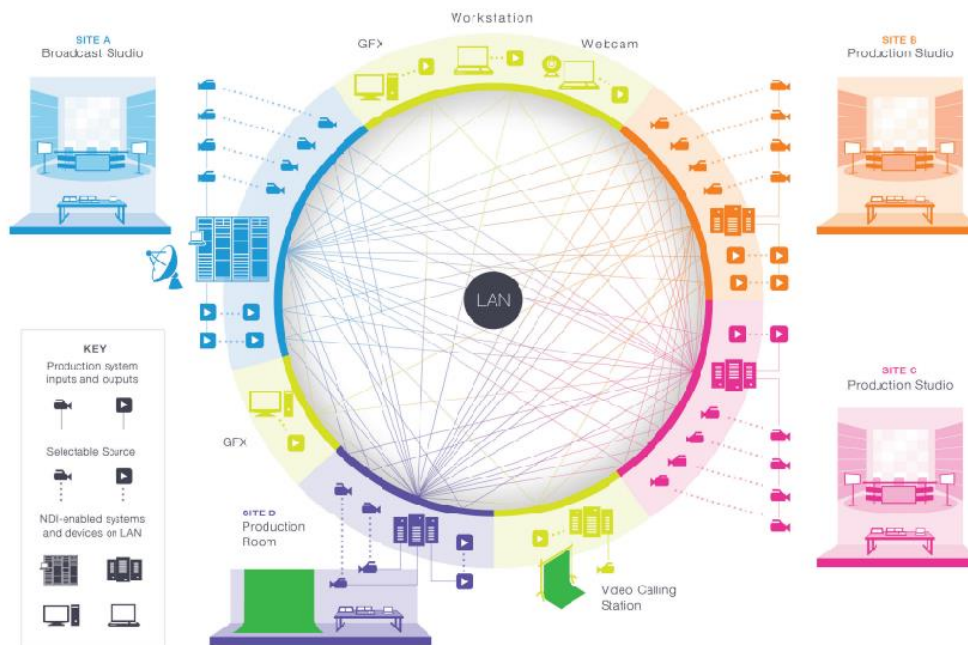 Workstation
GFX
Webcam
SITE A
Broadcast Studio
SITE B
Production Studio
LAN
KEY
Production system
inputs and outputs
Selectable Source
NDI-enabled systems
and devices on LAN
GFX
SITE C
Production Studio
SITE D
Production
Room
Video Calling
Station